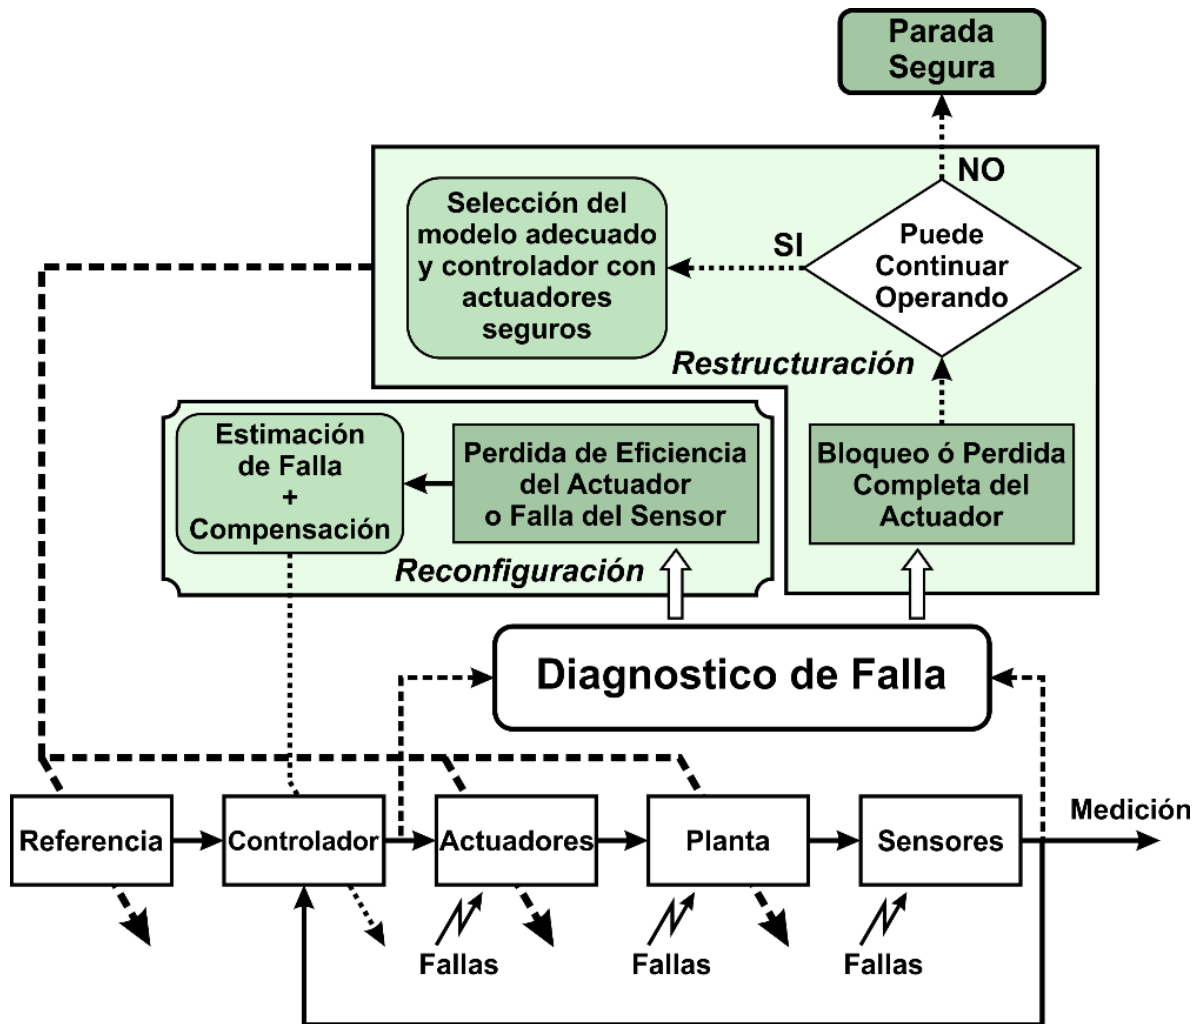 Parada
Segura
NO
SI
Puede
Continuar
Operando
Selección del
modelo adecuado
y controlador con
actuadores
seguros
Restructuración
Estimación
de Falla
+
Compensación
Perdida de Eficiencia
del Actuador
o Falla del Sensor
Reconfiguración
Bloqueo ó Perdida
Completa del
Actuador
Diagnostico de Falla
Referencia
Controlador
Actuadores
Planta
Sensores
Medición
Fallas
Fallas
Fallas